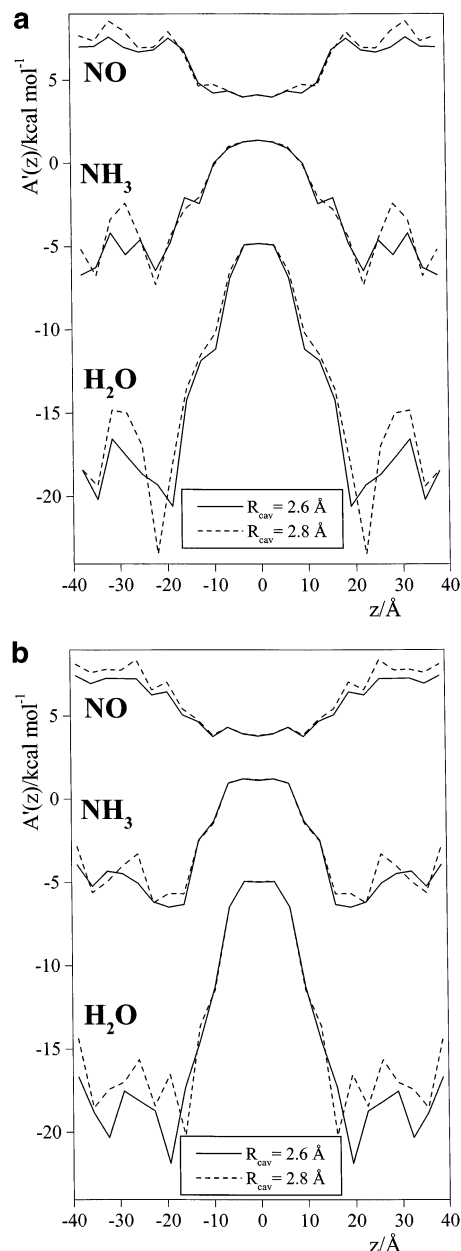 a
A'(z)/kcal mol⁻¹
5
0
-5
-10
-15
-20
NO
NH₃
H₂O
R_cav = 2.6 Å
R_cav = 2.8 Å
-40 -30 -20 -10 0 10 20 30 40
z/Å
b
A'(z)/kcal mol⁻¹
5
0
-5
-10
-15
-20
NO
NH₃
H₂O
R_cav = 2.6 Å
R_cav = 2.8 Å
-40 -30 -20 -10 0 10 20 30 40
z/Å